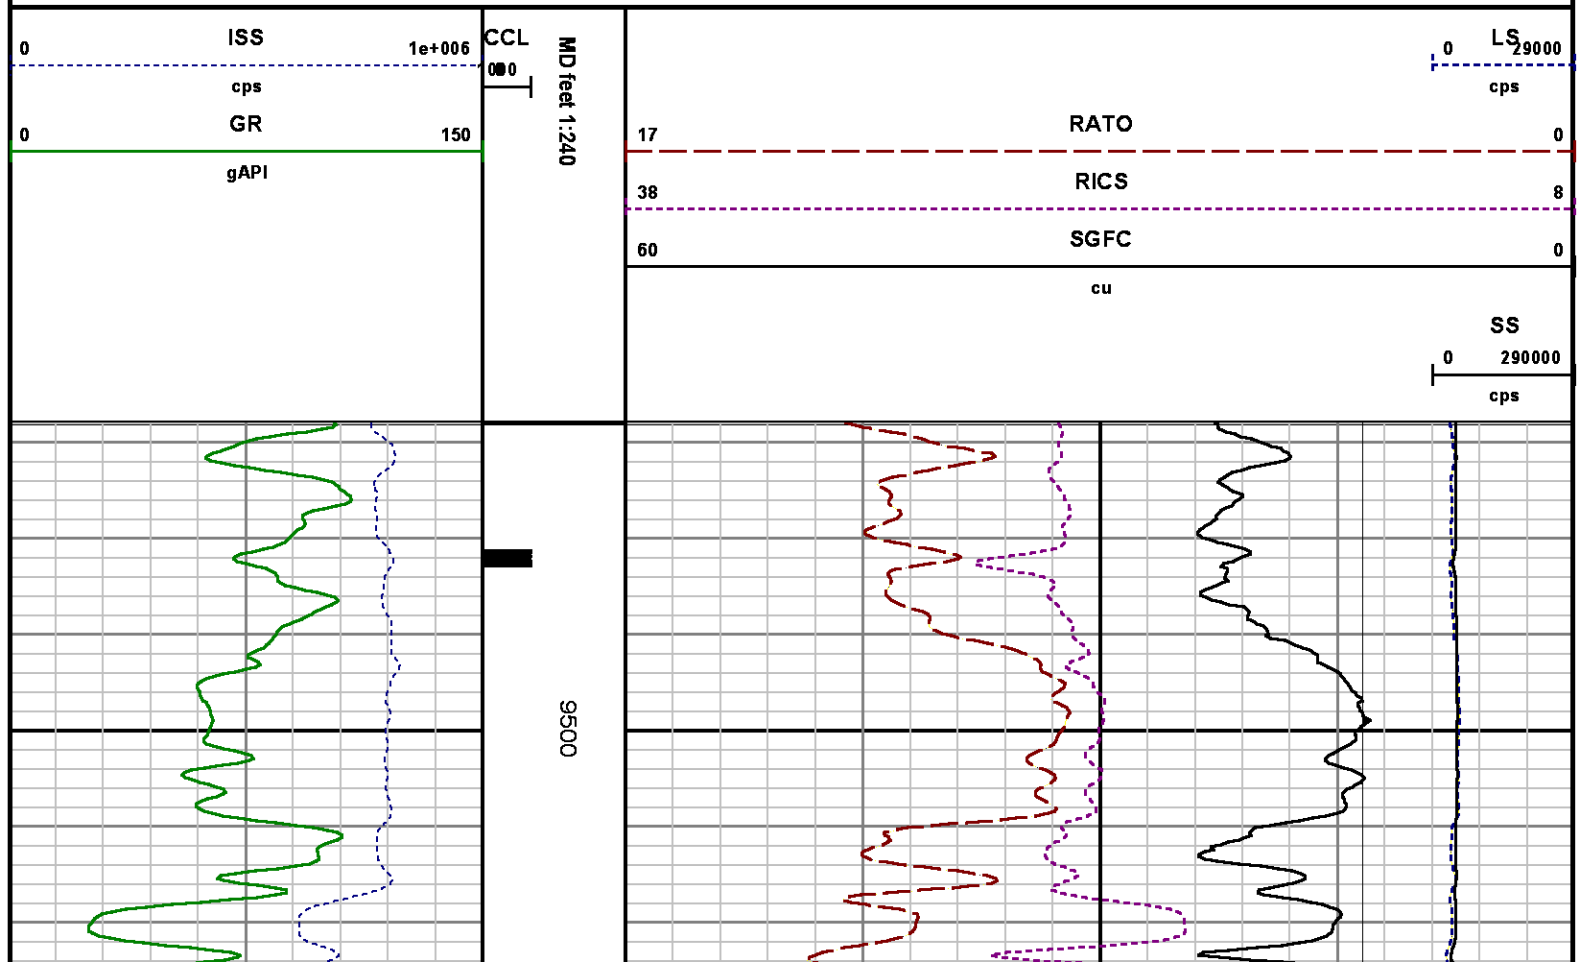 ISS
0 1e+006
cps
GR
0 150
gAPI
CCL
MD feet 1:240
LS
0 29000
cps
RATO
17 0
RICS
38 8
SGFC
60 0
cu
SS
0 290000
cps
9500